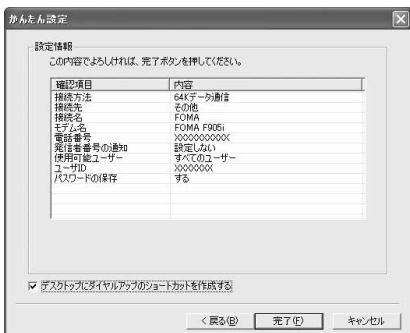 かんたん設定
設定情報
この内容でよろしければ、完了ボタンを押してください。
確認項目 内容
接続方法 64Kデータ通信
接続先 その他
接続名 FOMA
モデム名 FOMA F905i
電話番号 XXXXXXXXXX
発信者番号の通知 設定しない
使用可能ユーザー すべてのユーザー
ユーザID XXXXXXX
パスワードの保存 する
デスクトップにダイヤルアップのショートカットを作成する
< 戻る(B) 完了(F) キャンセル